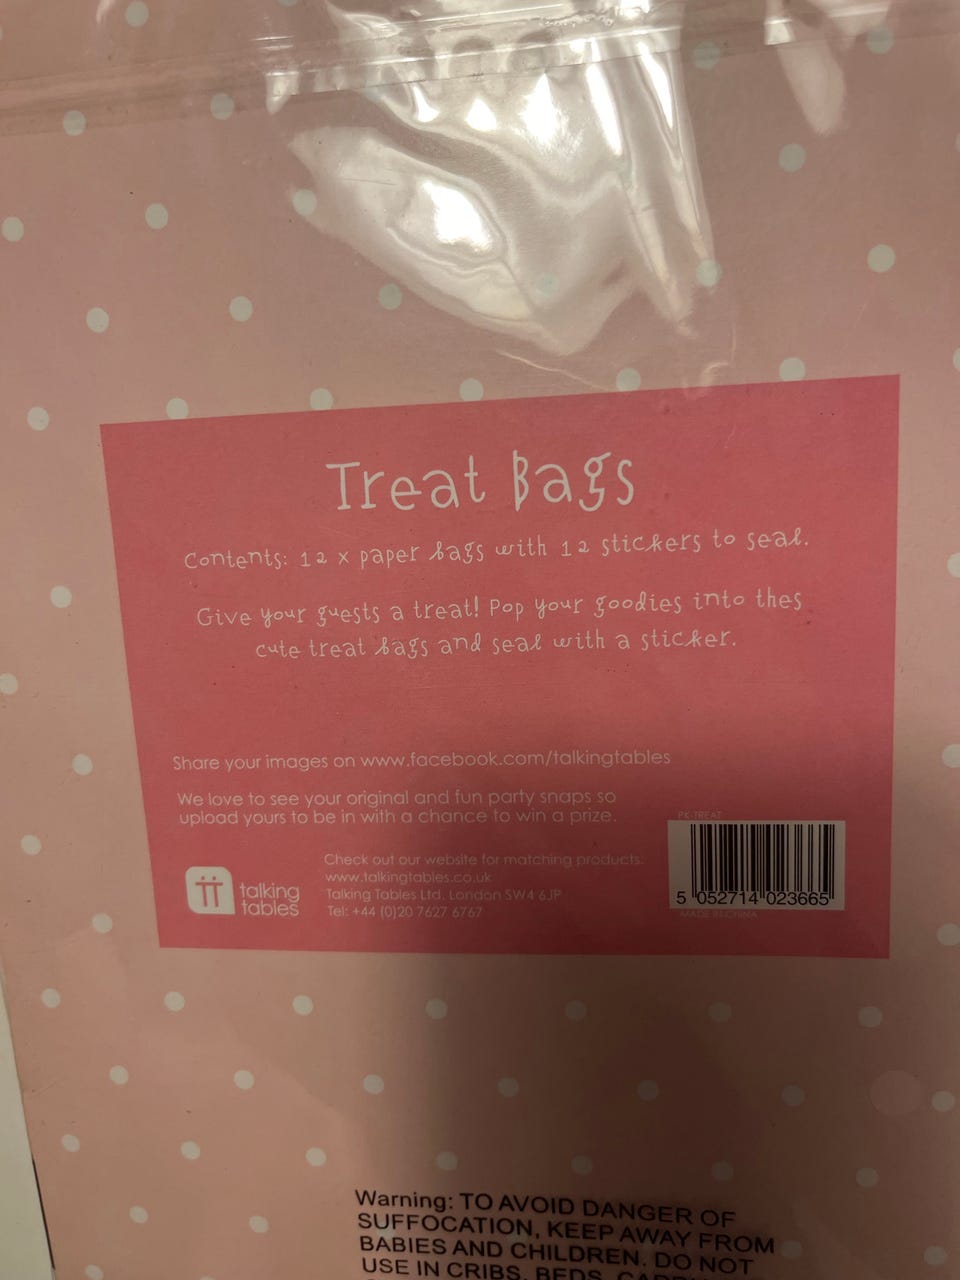 Treat Bags
Contents: 12 x paper bags with 12 stickers to seal.
Give your guests a treat! Pop your goodies into thes
cute treat bags and seal with a sticker.
Share your images on www.facebook.com/talkingtables
We love to see your original and fun party snaps so
upload yours to be in with a chance to win a prize.
Check out our website for matching products:
www.talkingtables.co.uk
Talking Tables Ltd. London SW4 6JP
Tel: +44 (0)20 7627 6767
talking
tables
PK-TREAT
5 052714 023665
MADE IN CHINA
Warning: TO AVOID DANGER OF
SUFFOCATION, KEEP AWAY FROM
BABIES AND CHILDREN. DO NOT
USE IN CRIBS, BEDS,